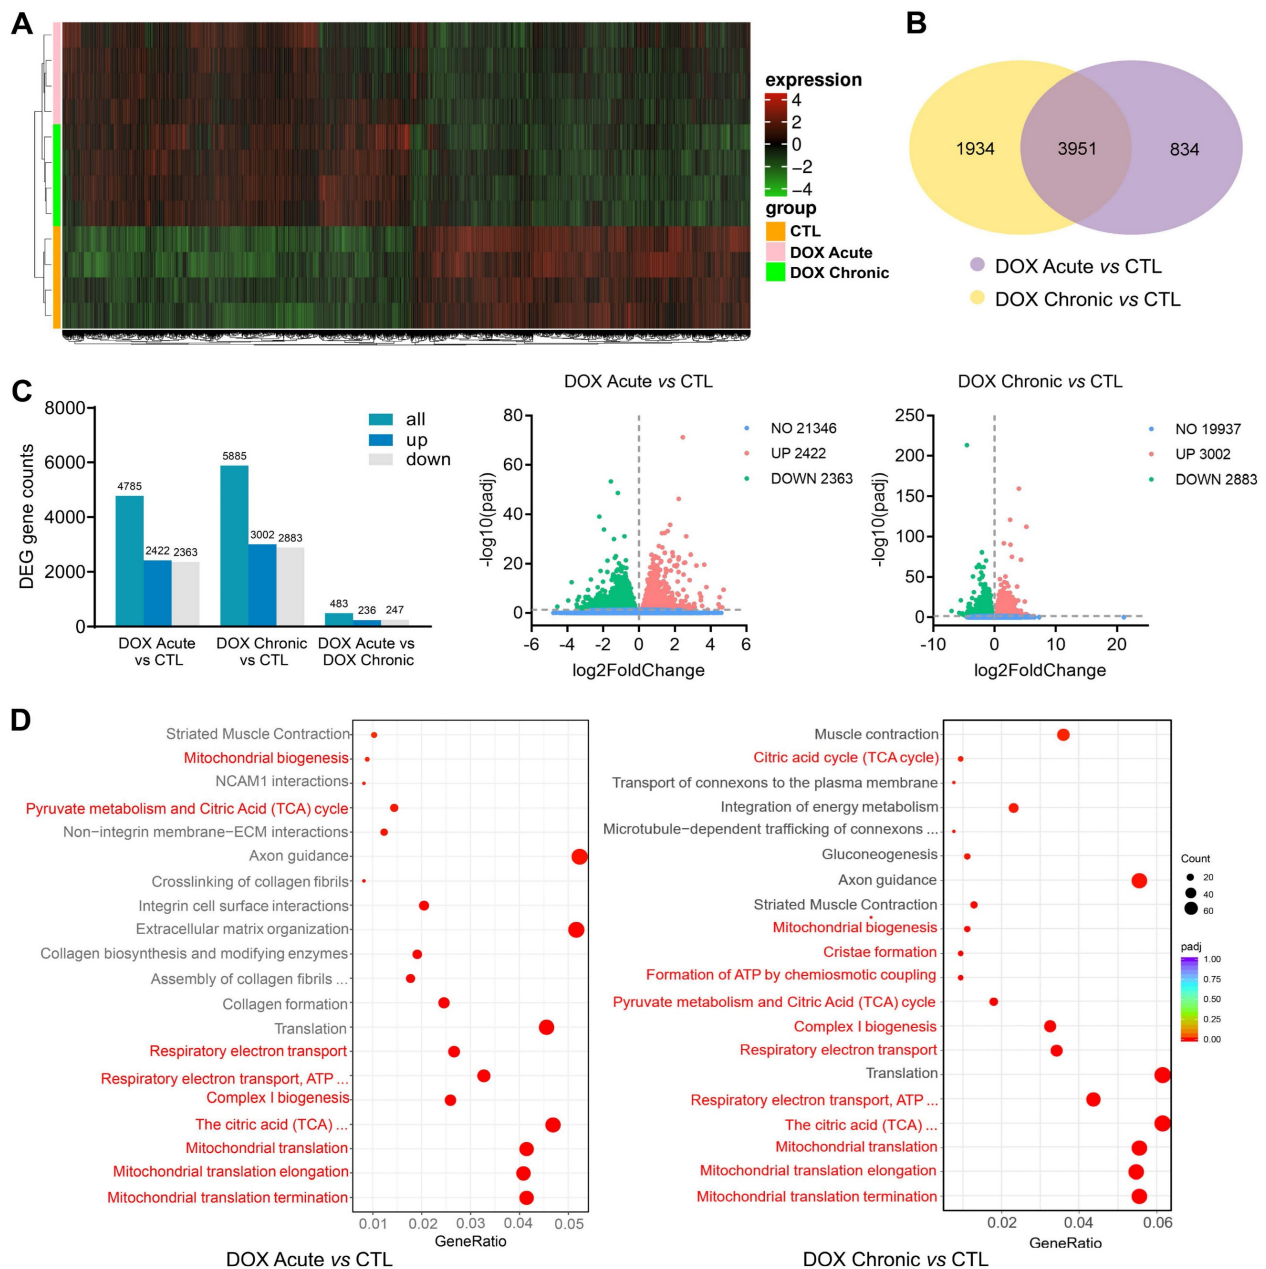 A
expression
4
2
0
−2
−4
group
CTL
DOX Acute
DOX Chronic
B
1934
3951
834
DOX Acute vs CTL
DOX Chronic vs CTL
C
DEG gene counts
8000
6000
4000
2000
0
all
up
down
4785
2422
2363
5885
3002
2883
483
236
247
DOX Acute
vs CTL
DOX Chronic
vs CTL
DOX Acute vs
DOX Chronic
DOX Acute vs CTL
-log10(padj)
80
60
40
20
0
-6
-4
-2
0
2
4
6
log2FoldChange
NO 21346
UP 2422
DOWN 2363
DOX Chronic vs CTL
-log10(padj)
250
200
150
100
50
0
-10
0
10
20
log2FoldChange
NO 19937
UP 3002
DOWN 2883
D
Striated Muscle Contraction
Mitochondrial biogenesis
NCAM1 interactions
Pyruvate metabolism and Citric Acid (TCA) cycle
Non−integrin membrane−ECM interactions
Axon guidance
Crosslinking of collagen fibrils
Integrin cell surface interactions
Extracellular matrix organization
Collagen biosynthesis and modifying enzymes
Assembly of collagen fibrils ...
Collagen formation
Translation
Respiratory electron transport
Respiratory electron transport, ATP ...
Complex I biogenesis
The citric acid (TCA) ...
Mitochondrial translation
Mitochondrial translation elongation
Mitochondrial translation termination
0.01
0.02
0.03
0.04
0.05
GeneRatio
DOX Acute vs CTL
Muscle contraction
Citric acid cycle (TCA cycle)
Transport of connexons to the plasma membrane
Integration of energy metabolism
Microtubule−dependent trafficking of connexons ...
Gluconeogenesis
Axon guidance
Striated Muscle Contraction
Mitochondrial biogenesis
Cristae formation
Formation of ATP by chemiosmotic coupling
Pyruvate metabolism and Citric Acid (TCA) cycle
Complex I biogenesis
Respiratory electron transport
Translation
Respiratory electron transport, ATP ...
The citric acid (TCA) ...
Mitochondrial translation
Mitochondrial translation elongation
Mitochondrial translation termination
0.02
0.04
0.06
GeneRatio
DOX Chronic vs CTL
Count
20
40
60
padj
1.00
0.75
0.50
0.25
0.00